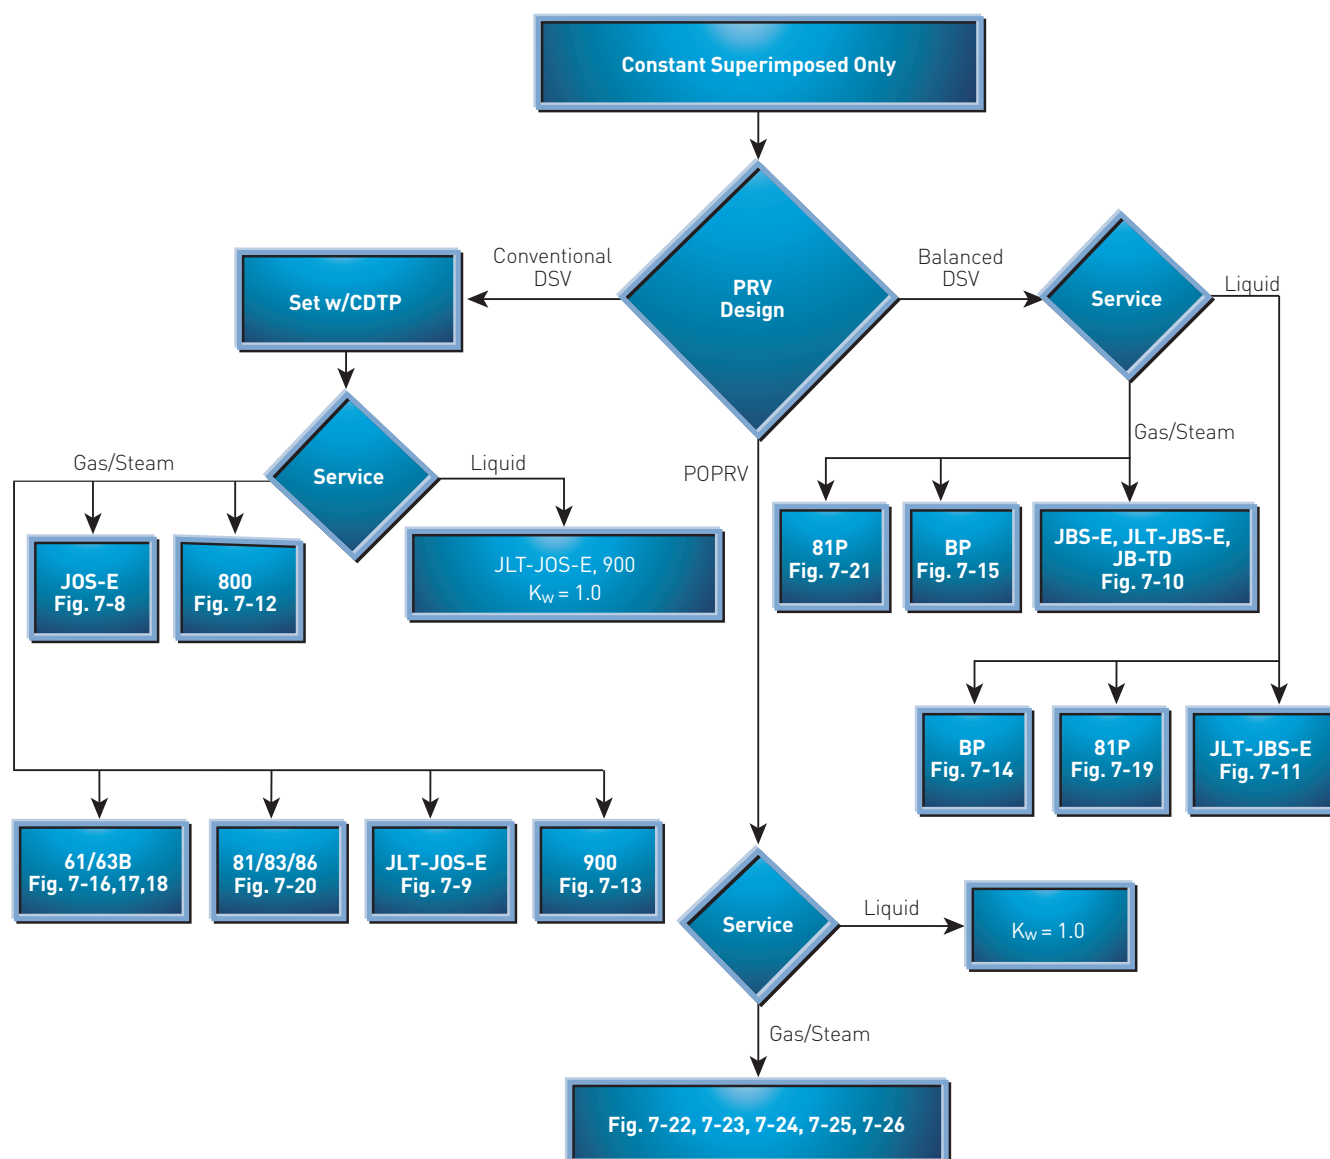 Constant Superimposed Only
Conventional
DSV
PRV
Design
Balanced
DSV
Service
Liquid
Set w/CDTP
Gas/Steam
Service
Liquid
POPRV
Gas/Steam
JOS-E
Fig. 7-8
800
Fig. 7-12
JLT-JOS-E, 900
Kw = 1.0
81P
Fig. 7-21
BP
Fig. 7-15
JBS-E, JLT-JBS-E,
JB-TD
Fig. 7-10
BP
Fig. 7-14
81P
Fig. 7-19
JLT-JBS-E
Fig. 7-11
61/63B
Fig. 7-16,17,18
81/83/86
Fig. 7-20
JLT-JOS-E
Fig. 7-9
900
Fig. 7-13
Service
Liquid
Kw = 1.0
Gas/Steam
Fig. 7-22, 7-23, 7-24, 7-25, 7-26